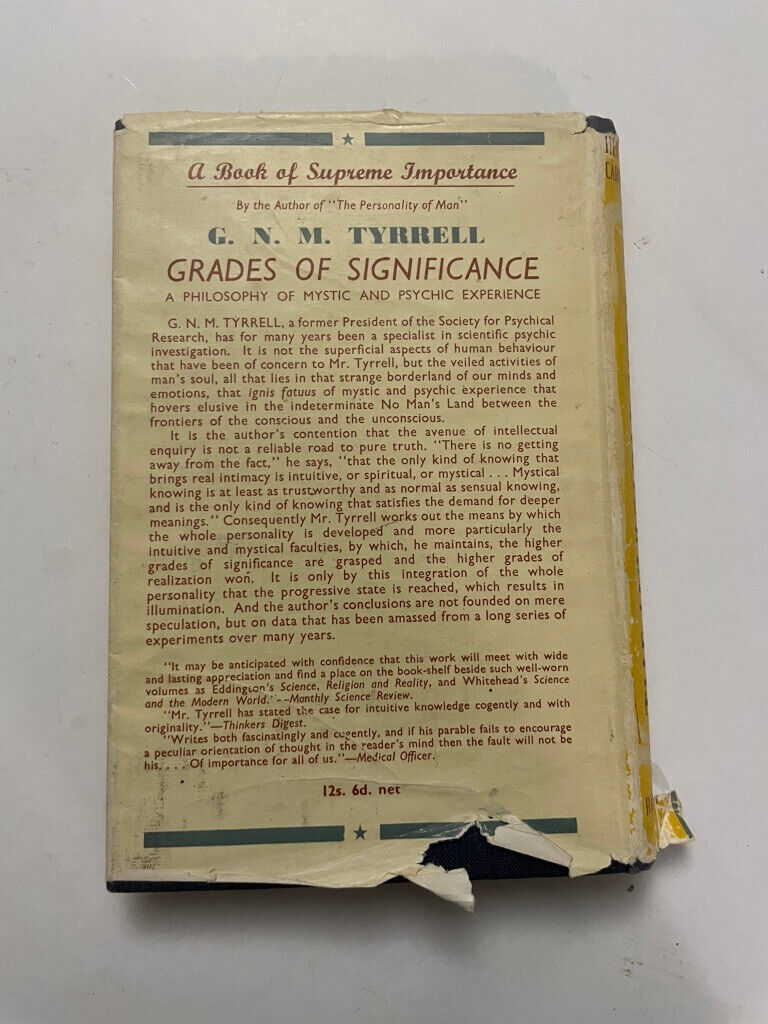 A Book of Supreme Importance
By the Author of "The Personality of Man"
G. N. M. TYRRELL
GRADES OF SIGNIFICANCE
A PHILOSOPHY OF MYSTIC AND PSYCHIC EXPERIENCE
G. N. M. TYRRELL, a former President of the Society for Psychical
Research, has for many years been a specialist in scientific psychic
investigation. It is not the superficial aspects of human behaviour
that have been of concern to Mr. Tyrrell, but the veiled activities of
man's soul, all that lies in that strange borderland of our minds and
emotions, that ignis fatuus of mystic and psychic experience that
hovers elusive in the indeterminate No Man's Land between the
frontiers of the conscious and the unconscious.
It is the author's contention that the avenue of intellectual
enquiry is not a reliable road to pure truth. "There is no getting
away from the fact," he says, "that the only kind of knowing that
brings real intimacy is intuitive, or spiritual, or mystical . . . Mystical
knowing is at least as trustworthy and as normal as sensual knowing,
and is the only kind of knowing that satisfies the demand for deeper
meanings." Consequently Mr. Tyrrell works out the means by which
the whole personality is developed and more particularly the
intuitive and mystical faculties, by which, he maintains, the higher
grades of significance are grasped and the higher grades of
realization won. It is only by this integration of the whole
personality that the progressive state is reached, which results in
illumination. And the author's conclusions are not founded on mere
speculation, but on data that has been amassed from a long series of
experiments over many years.
"It may be anticipated with confidence that this work will meet with wide
and lasting appreciation and find a place on the book-shelf beside such well-worn
volumes as Eddington's Science, Religion and Reality, and Whitehead's Science
and the Modern World."--Monthly Science Review.
"Mr. Tyrrell has stated the case for intuitive knowledge cogently and with
originality."—Thinkers Digest.
"Writes both fascinatingly and cogently, and if his parable fails to encourage
a peculiar orientation of thought in the reader's mind then the fault will not be
his. . . . Of importance for all of us."—Medical Officer.
12s. 6d. net